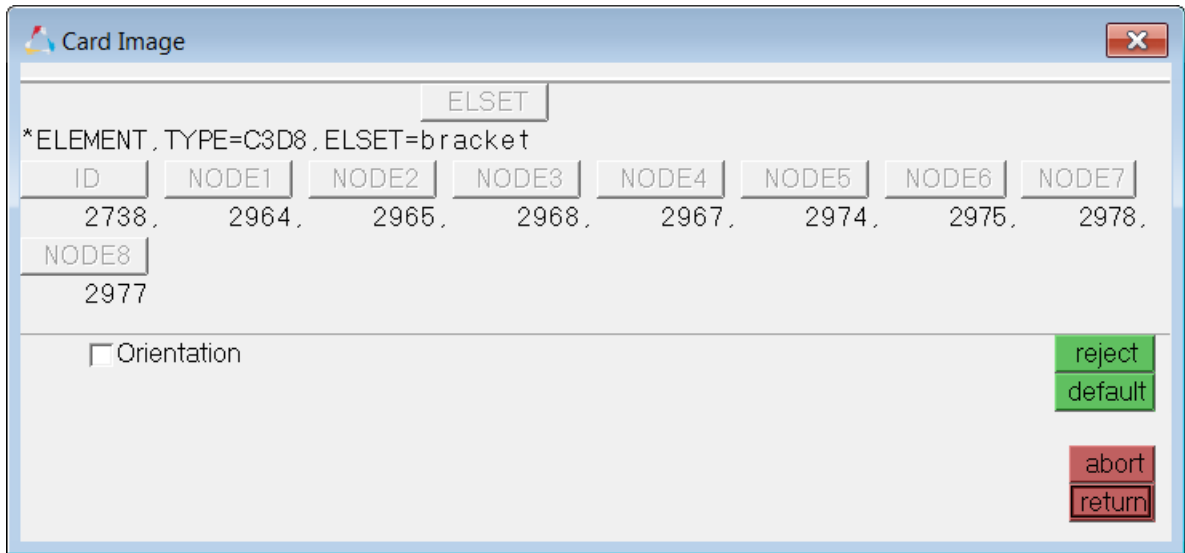 Card Image
ELSET
*ELEMENT,TYPE=C3D8,ELSET=bracket
ID NODE1 NODE2 NODE3 NODE4 NODE5 NODE6 NODE7
2738, 2964, 2965, 2968, 2967, 2974, 2975, 2978,
NODE8
2977
Orientation reject
default
abort
return